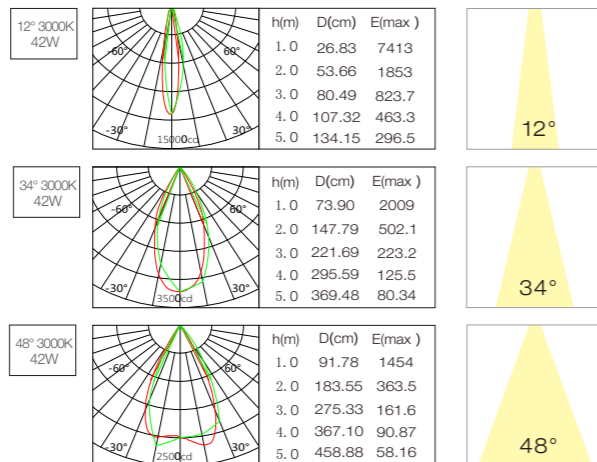 12° 3000K
42W
-60° 60°
-30° 30°
15000cd
h(m) D(cm) E(max )
1.0 26.83 7413
2.0 53.66 1853
3.0 80.49 823.7
4.0 107.32 463.3
5.0 134.15 296.5
12°
34° 3000K
42W
-60° 60°
-30° 30°
3500cd
h(m) D(cm) E(max )
1.0 73.90 2009
2.0 147.79 502.1
3.0 221.69 223.2
4.0 295.59 125.5
5.0 369.48 80.34
34°
48° 3000K
42W
-60° 60°
-30° 30°
2500cd
h(m) D(cm) E(max )
1.0 91.78 1454
2.0 183.55 363.5
3.0 275.33 161.6
4.0 367.10 90.87
5.0 458.88 58.16
48°